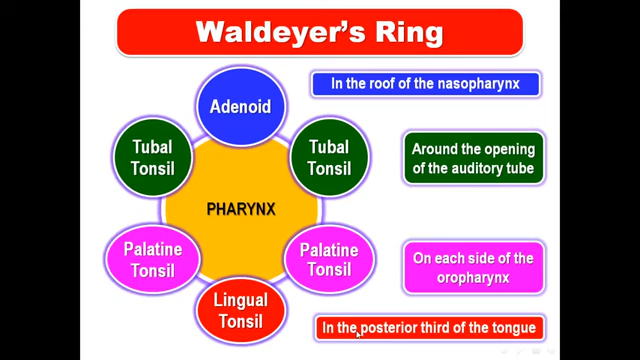 Waldeyer's Ring
Adenoid
In the roof of the nasopharynx
Tubal
Tonsil
Tubal
Tonsil
Around the opening
of the auditory tube
PHARYNX
Palatine
Tonsil
Palatine
Tonsil
On each side of the
oropharynx
Lingual
Tonsil
In the posterior third of the tongue